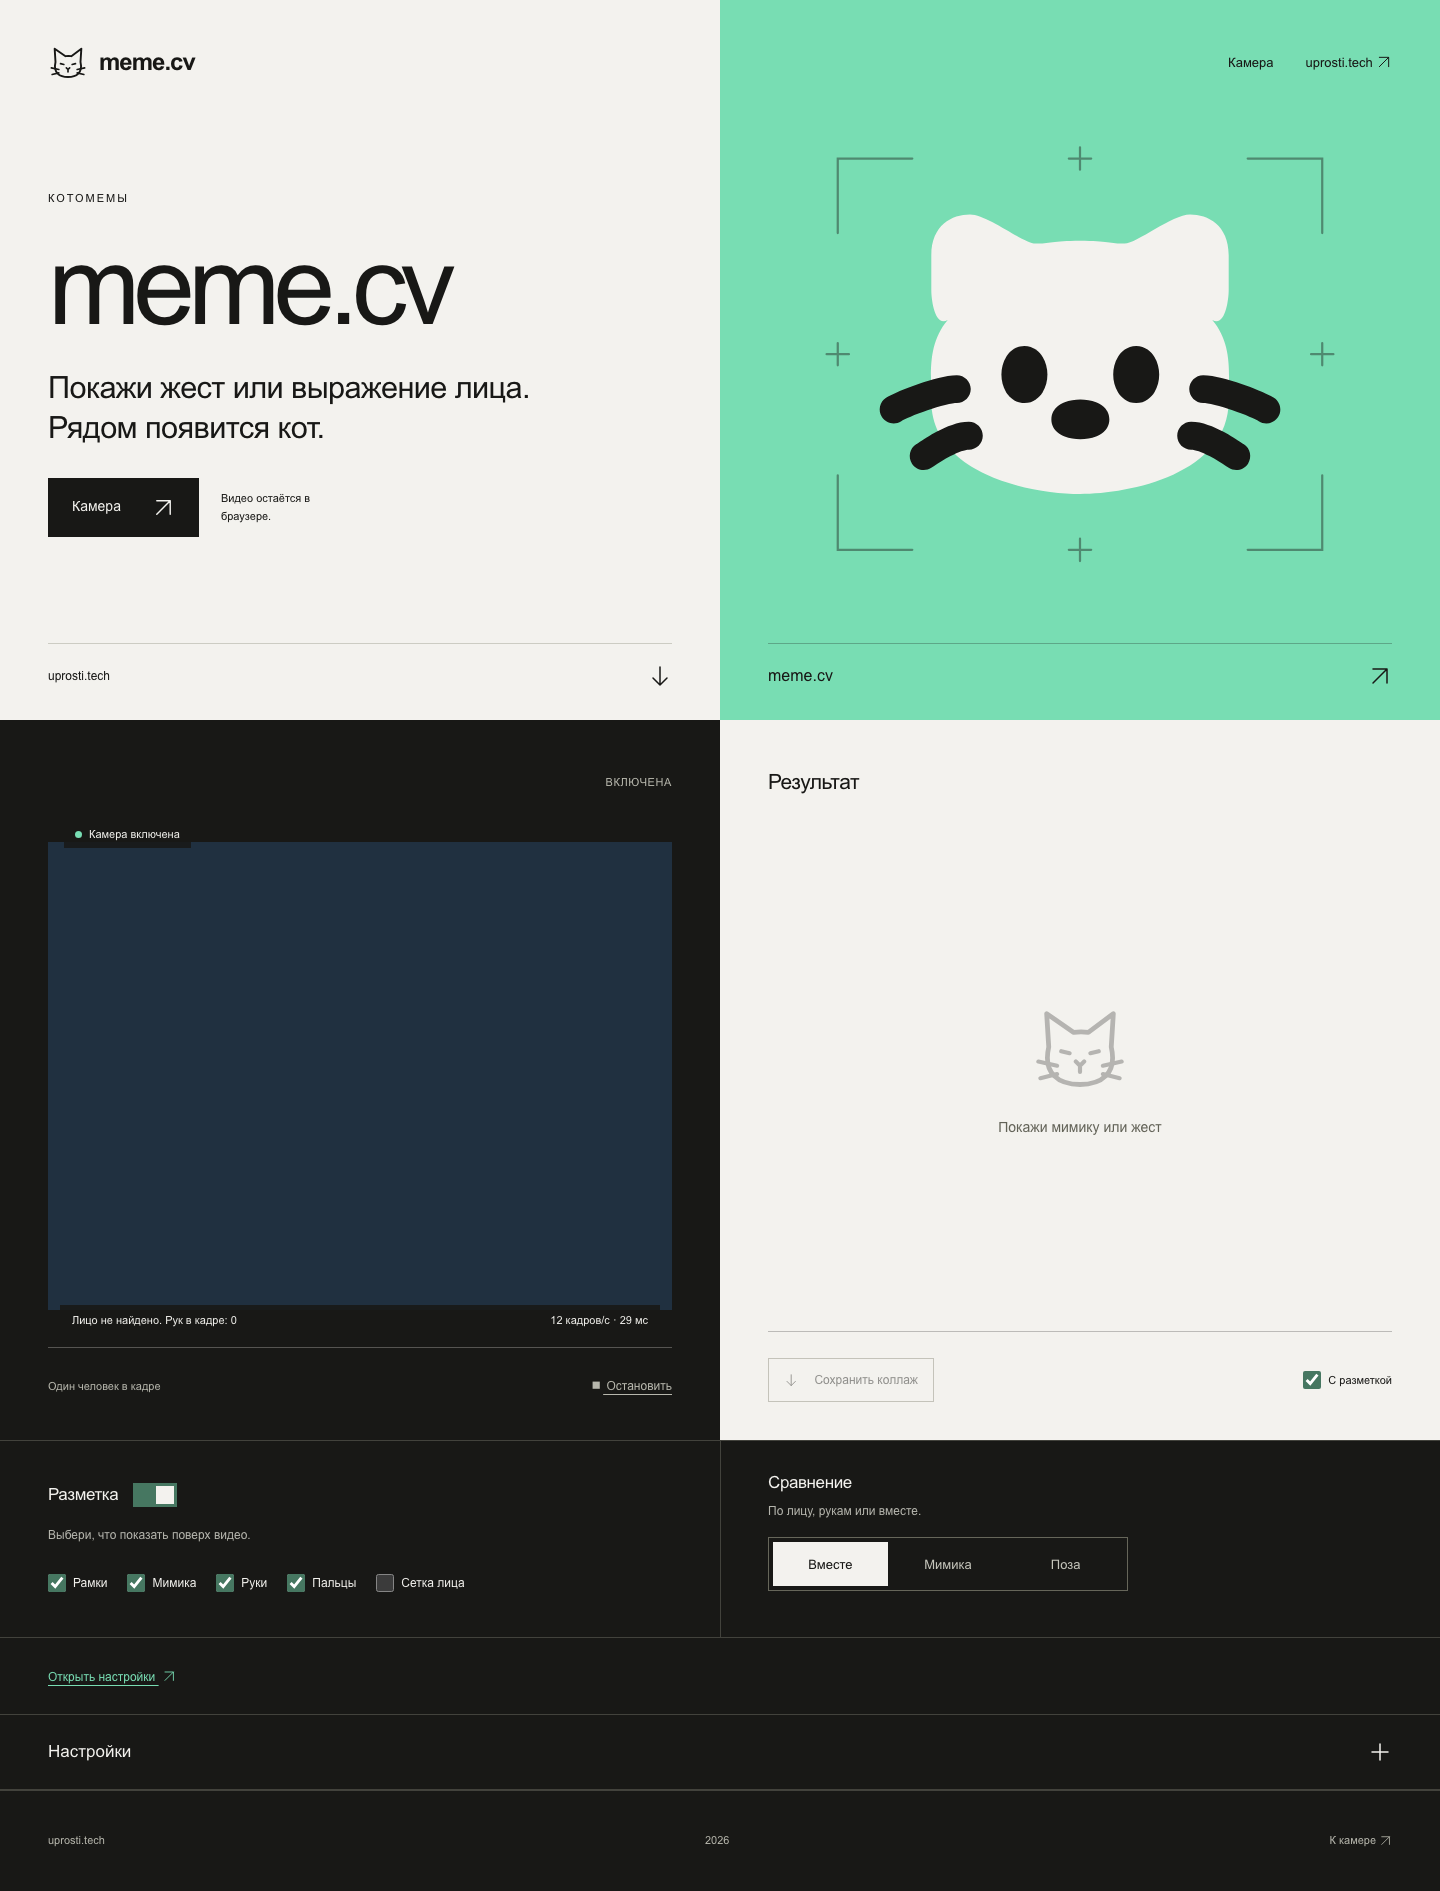 meme.cv
Камера
uprosti.tech
КОТОМЕМЫ
meme.cv
Покажи жест или выражение лица.
Рядом появится кот.
Камера
Видео остаётся в
браузере.
uprosti.tech
meme.cv
ВКЛЮЧЕНА
Камера включена
Лицо не найдено. Рук в кадре: 0
12 кадров/с · 29 мс
Один человек в кадре
Остановить
Результат
Покажи мимику или жест
Сохранить коллаж
С разметкой
Разметка
Выбери, что показать поверх видео.
Рамки
Мимика
Руки
Пальцы
Сетка лица
Сравнение
По лицу, рукам или вместе.
Вместе
Мимика
Поза
Открыть настройки
Настройки
uprosti.tech
2026
К камере